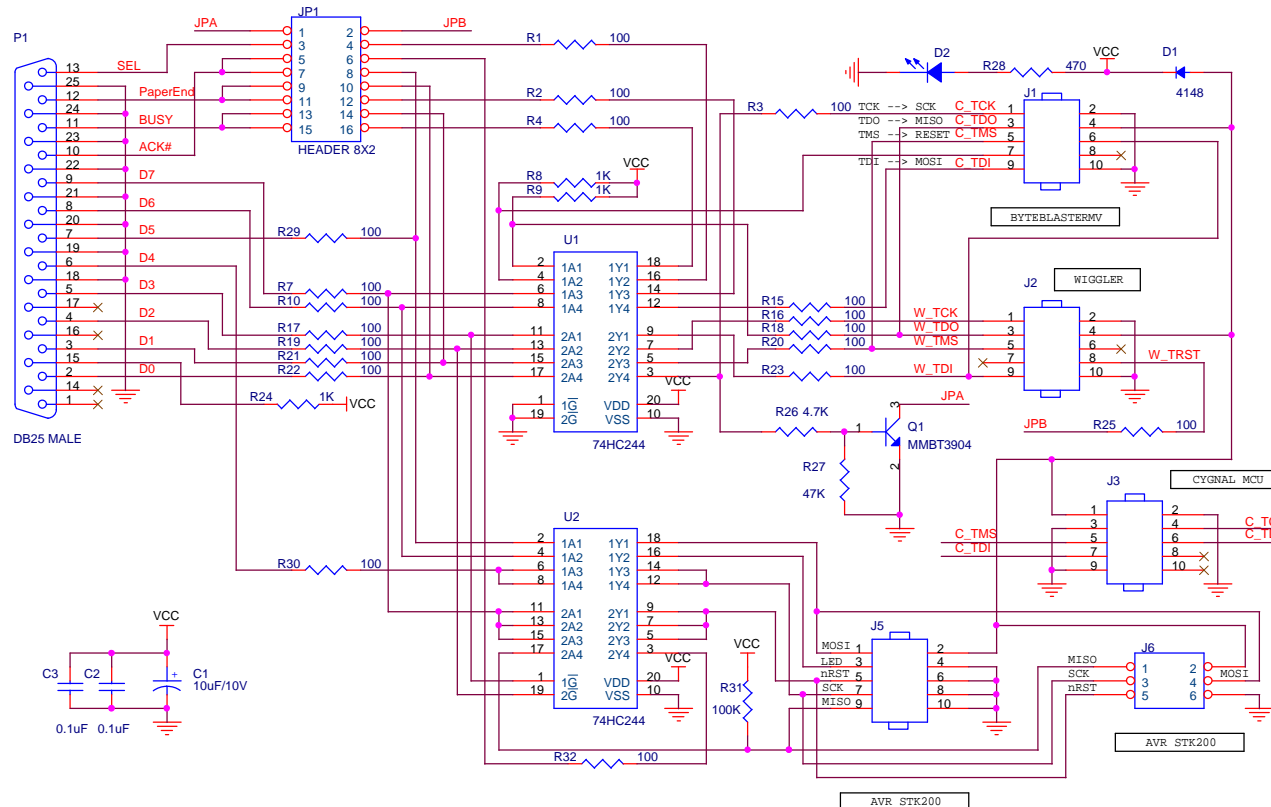 P1
JPA
JP1
JPB
1 2
3 4
5 6
7 8
9 10
11 12
13 14
15 16
HEADER 8X2
13 SEL
25
12 PaperEnd
24
11 BUSY
23
10 ACK#
22
9 D7
21
8 D6
20
7 D5
19
6 D4
18
5 D3
17
4 D2
16
3 D1
15
2 D0
14
1
DB25 MALE
R1 100
R2 100
R4 100
R3 100
VCC
R8 1K
R9 1K
R29 100
R7 100
R10 100
R17 100
R19 100
R21 100
R22 100
R24 1K VCC
U1
2 1A1 1Y1 18
4 1A2 1Y2 16
6 1A3 1Y3 14
8 1A4 1Y4 12
11 2A1 2Y1 9
13 2A2 2Y2 7
15 2A3 2Y3 5
17 2A4 2Y4 3
1 1G VDD 20
19 2G VSS 10
VCC
74HC244
D2
R28 470
VCC
D1
4148
J1
TCK --> SCK C_TCK
TDO --> MISO C_TDO
TMS --> RESET C_TMS
TDI --> MOSI C_TDI
1 2
3 4
5 6
7 8
9 10
BYTEBLASTERMV
WIGGLER
J2
R15 100
R16 100 W_TCK
R18 100 W_TDO
R20 100 W_TMS
R23 100 W_TDI
1 2
3 4
5 6
7 8
9 10
W_TRST
JPB R25 100
R26 4.7K
JPA
1 3 2
Q1
MMBT3904
R27
47K
CYGNAL MCU
J3
C_TMS
C_TDI
1 2
3 4
5 6
7 8
9 10
R30 100
U2
2 1A1 1Y1 18
4 1A2 1Y2 16
6 1A3 1Y3 14
8 1A4 1Y4 12
11 2A1 2Y1 9
13 2A2 2Y2 7
15 2A3 2Y3 5
17 2A4 2Y4 3
1 1G VDD 20
19 2G VSS 10
VCC
74HC244
R32 100
VCC
R31
100K
J5
MOSI 1 2
LED 3 4
nRST 5 6
SCK 7 8
MISO 9 10
AVR STK200
J6
MISO 1 2
SCK 3 4 MOSI
nRST 5 6
AVR STK200
VCC
C3 C2 C1
+
10uF/10V
0.1uF 0.1uF